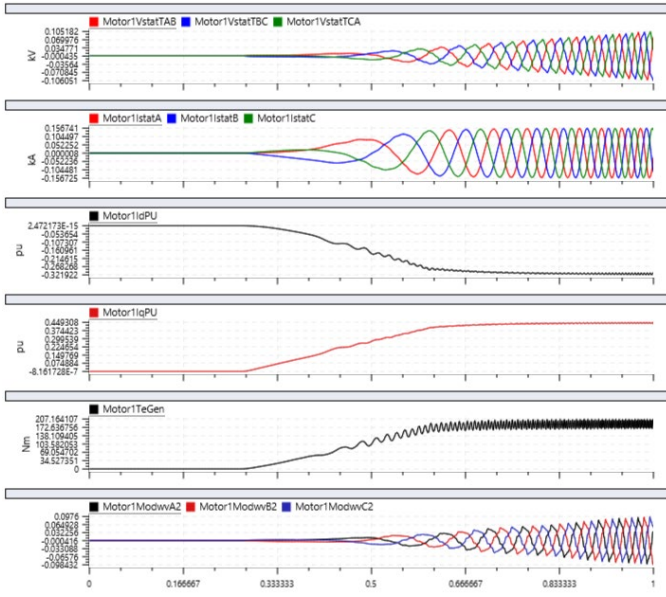 Motor1VstatTAB Motor1VstatTBC Motor1VstatTCA
kV
0.105182
0.069976
0.034771
-0.000435
-0.03564
-0.070845
-0.106051
Motor1IstatA Motor1IstatB Motor1IstatC
kA
0.156741
0.104497
0.052252
0.000008
-0.052236
-0.104481
-0.156725
Motor1IdPU
pu
2.472173E-15
-0.053654
-0.107307
-0.160961
-0.214615
-0.268268
-0.321922
Motor1IqPU
pu
0.449308
0.374423
0.299539
0.224654
0.149769
0.074884
-8.161728E-7
Motor1TeGen
Nm
207.164107
172.636756
138.109405
103.582053
69.054702
34.527351
0
Motor1ModwvA2 Motor1ModwvB2 Motor1ModwvC2
0.0976
0.064928
0.032256
-0.000416
-0.033088
-0.06576
-0.098432
0 0.166667 0.333333 0.5 0.666667 0.833333 1